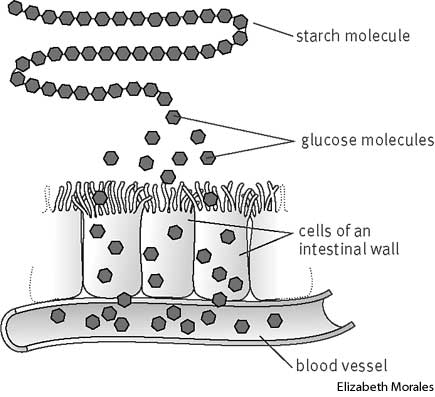 starch molecule
glucose molecules
cells of an
intestinal wall
blood vessel
Elizabeth Morales